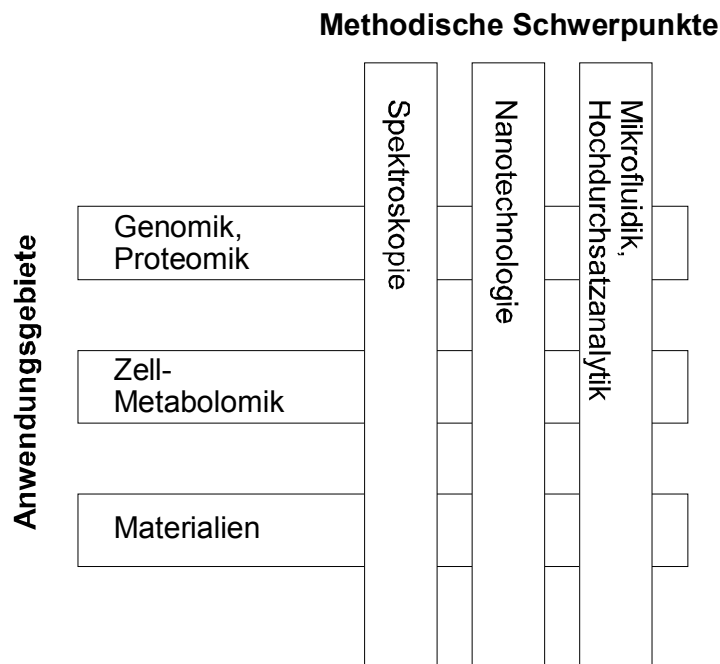 Methodische Schwerpunkte
Spektroskopie
Nanotechnologie
Mikrofluidik,
Hochdurchsatzanalytik
Anwendungsgebiete
Genomik,
Proteomik
Zell-
Metabolomik
Materialien